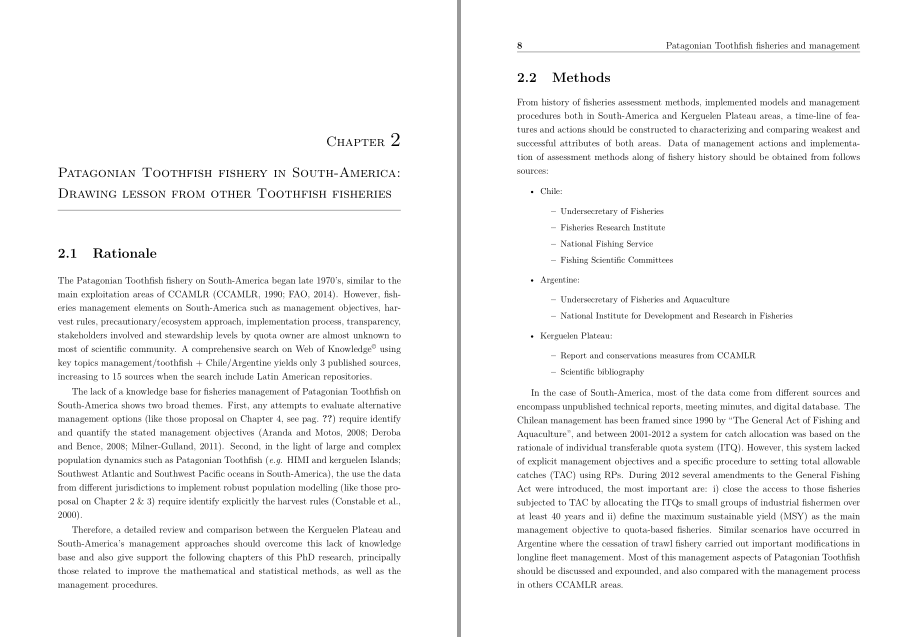 Chapter 2
Patagonian Toothfish fishery in South-America:
Drawing lesson from other Toothfish fisheries
2.1 Rationale
The Patagonian Toothfish fishery on South-America began late 1970's, similar to the
main exploitation areas of CCAMLR (CCAMLR, 1990; FAO, 2014). However, fish-
eries management elements on South-America such as management objectives, har-
vest rules, precautionary/ecosystem approach, implementation process, transparency,
stakeholders involved and stewardship levels by quota owner are almost unknown to
most of scientific community. A comprehensive search on Web of Knowledge© using
key topics management/toothfish + Chile/Argentine yields only 3 published sources,
increasing to 15 sources when the search include Latin American repositories.
The lack of a knowledge base for fisheries management of Patagonian Toothfish on
South-America shows two broad themes. First, any attempts to evaluate alternative
management options (like those proposal on Chapter 4, see pag. ??) require identify
and quantify the stated management objectives (Aranda and Motos, 2008; Deroba
and Bence, 2008; Milner-Gulland, 2011). Second, in the light of large and complex
population dynamics such as Patagonian Toothfish (e.g. HIMI and kerguelen Islands;
Southwest Atlantic and Southwest Pacific oceans in South-America), the use the data
from different jurisdictions to implement robust population modelling (like those pro-
posal on Chapter 2 & 3) require identify explicitly the harvest rules (Constable et al.,
2000).
Therefore, a detailed review and comparison between the Kerguelen Plateau and
South-America's management approaches should overcome this lack of knowledge
base and also give support the following chapters of this PhD research, principally
those related to improve the mathematical and statistical methods, as well as the
management procedures.
8 Patagonian Toothfish fisheries and management
2.2 Methods
From history of fisheries assessment methods, implemented models and management
procedures both in South-America and Kerguelen Plateau areas, a time-line of fea-
tures and actions should be constructed to characterizing and comparing weakest and
successful attributes of both areas. Data of management actions and implementa-
tion of assessment methods along of fishery history should be obtained from follows
sources:
• Chile:
– Undersecretary of Fisheries
– Fisheries Research Institute
– National Fishing Service
– Fishing Scientific Committees
• Argentine:
– Undersecretary of Fisheries and Aquaculture
– National Institute for Development and Research in Fisheries
• Kerguelen Plateau:
– Report and conservations measures from CCAMLR
– Scientific bibliography
In the case of South-America, most of the data come from different sources and
encompass unpublished technical reports, meeting minutes, and digital database. The
Chilean management has been framed since 1990 by “The General Act of Fishing and
Aquaculture”, and between 2001-2012 a system for catch allocation was based on the
rationale of individual transferable quota system (ITQ). However, this system lacked
of explicit management objectives and a specific procedure to setting total allowable
catches (TAC) using RPs. During 2012 several amendments to the General Fishing
Act were introduced, the most important are: i) close the access to those fisheries
subjected to TAC by allocating the ITQs to small groups of industrial fishermen over
at least 40 years and ii) define the maximum sustainable yield (MSY) as the main
management objective to quota-based fisheries. Similar scenarios have occurred in
Argentine where the cessation of trawl fishery carried out important modifications in
longline fleet management. Most of this management aspects of Patagonian Toothfish
should be discussed and expounded, and also compared with the management process
in others CCAMLR areas.